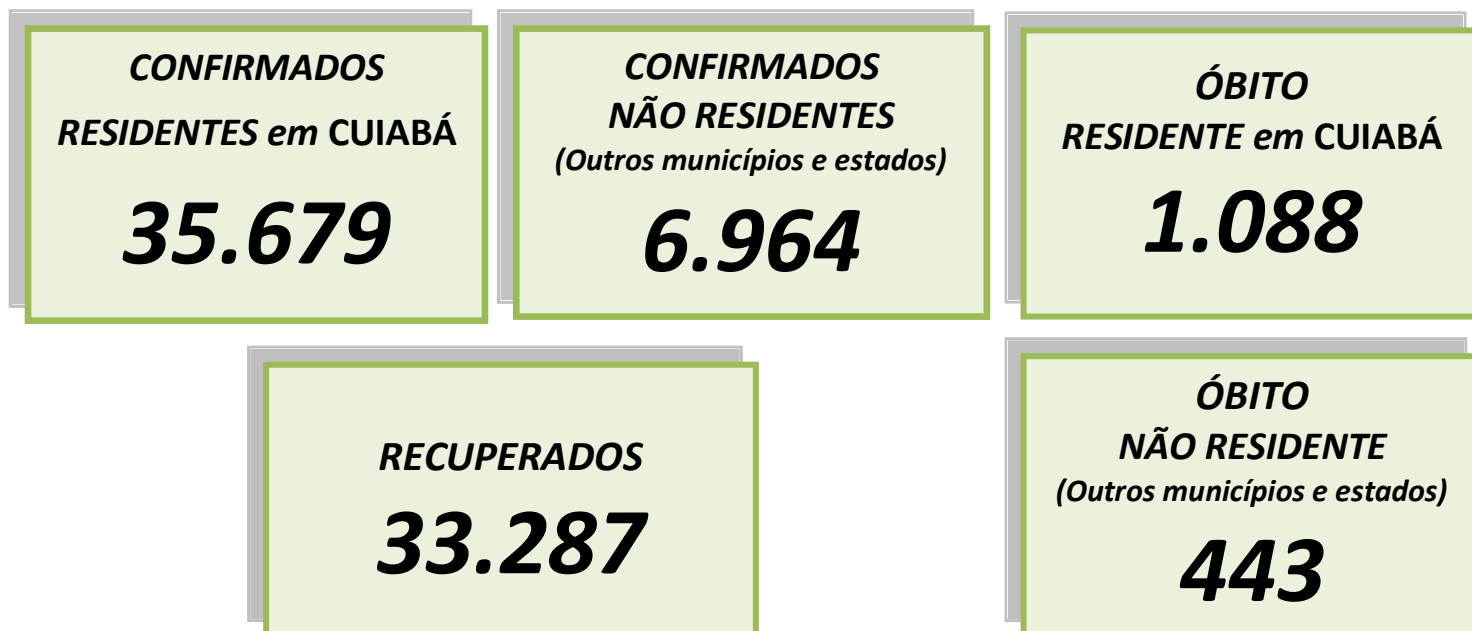 CONFIRMADOS
RESIDENTES em CUIABÁ
35.679
CONFIRMADOS
NÃO RESIDENTES
(Outros municípios e estados)
6.964
ÓBITO
RESIDENTE em CUIABÁ
1.088
RECUPERADOS
33.287
ÓBITO
NÃO RESIDENTE
(Outros municípios e estados)
443